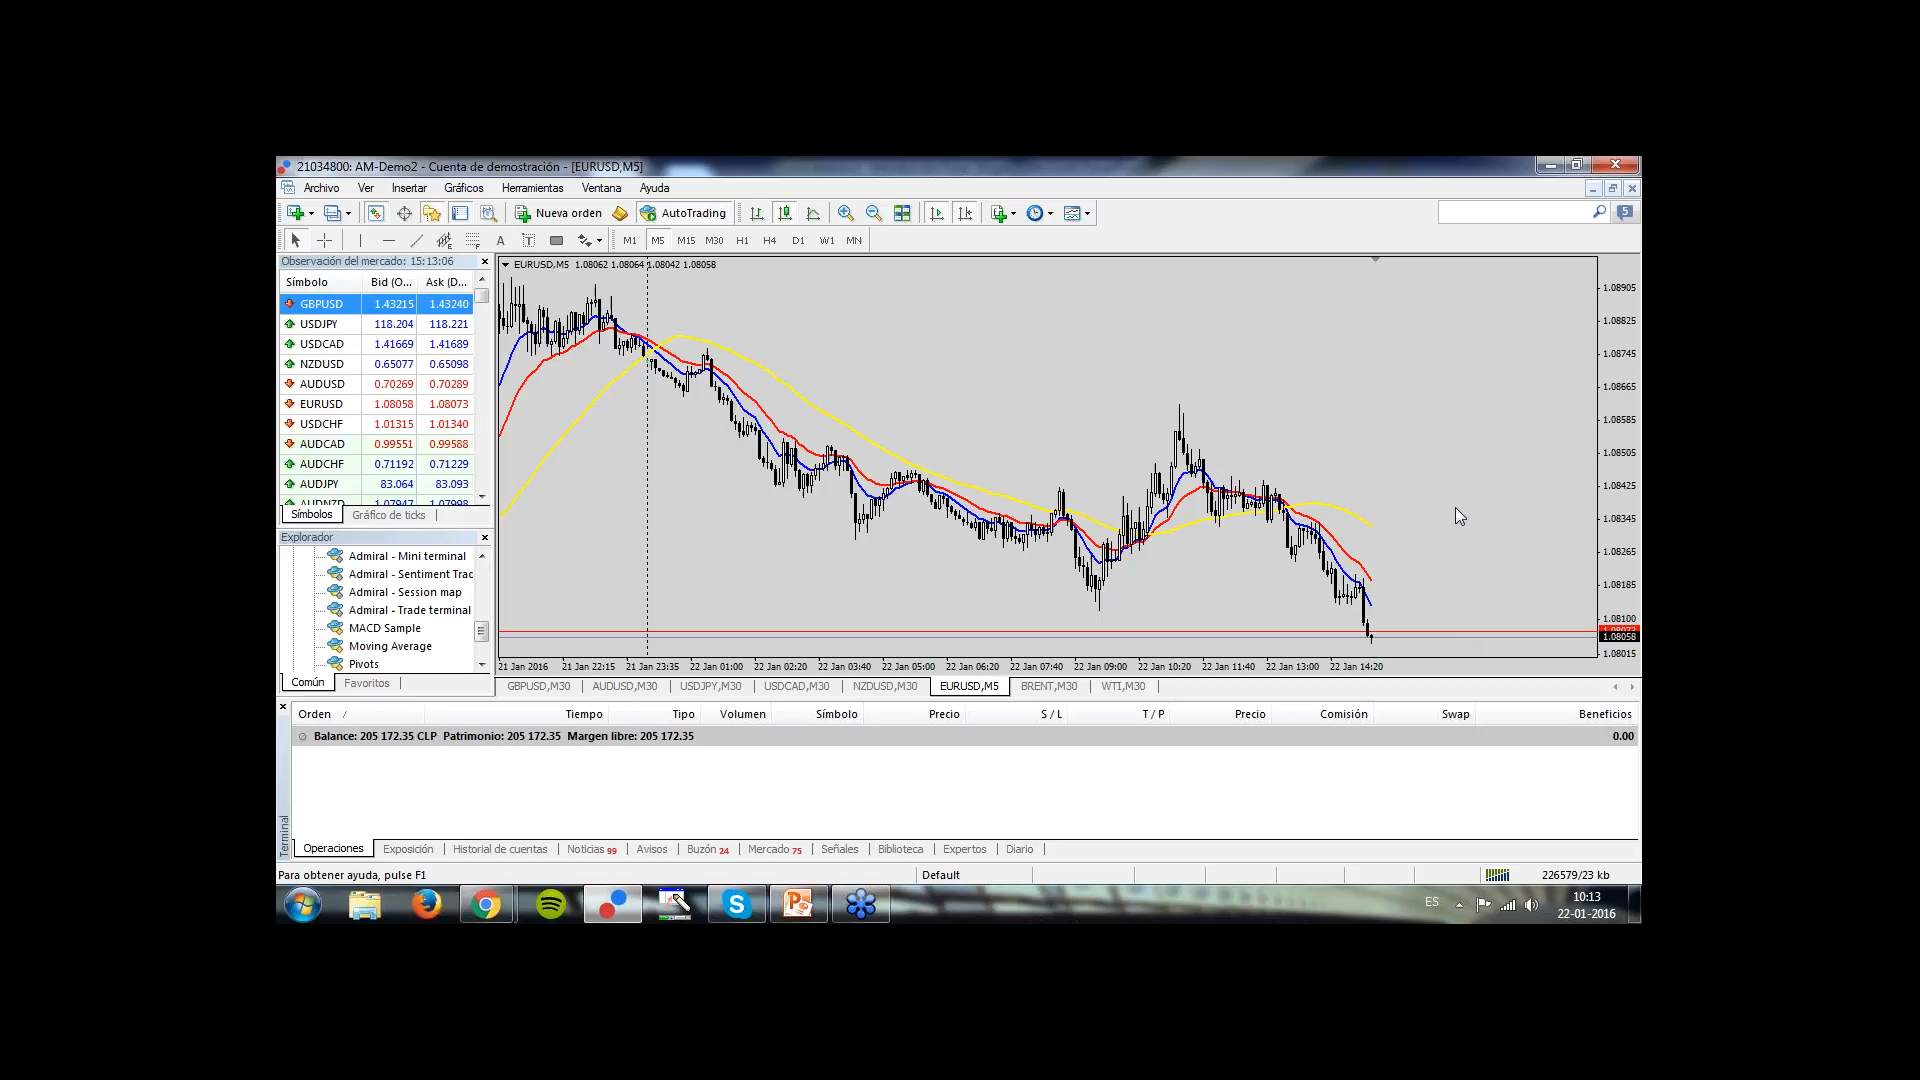 21034800: AM-Demo2 - Cuenta de demostración - [EURUSD,M5]
Archivo Ver Insertar Gráficos Herramientas Ventana Ayuda
Nueva orden AutoTrading 5
A T M1 M5 M15 M30 H1 H4 D1 W1 MN
Observación del mercado: 15:13:06
Símbolo Bid (O... Ask (D...
GBPUSD 1.43215 1.43240
USDJPY 118.204 118.221
USDCAD 1.41669 1.41689
NZDUSD 0.65077 0.65098
AUDUSD 0.70269 0.70289
EURUSD 1.08058 1.08073
USDCHF 1.01315 1.01340
AUDCAD 0.99551 0.99588
AUDCHF 0.71192 0.71229
AUDJPY 83.064 83.093
AUDNZD 1.07947 1.07998
Símbolos Gráfico de ticks
Explorador
Admiral - Mini terminal
Admiral - Sentiment Trac
Admiral - Session map
Admiral - Trade terminal
MACD Sample
Moving Average
Pivots
Común Favoritos
EURUSD,M5 1.08062 1.08064 1.08042 1.08058
1.08905
1.08825
1.08745
1.08665
1.08585
1.08505
1.08425
1.08345
1.08265
1.08185
1.08100
1.08073
1.08058
1.08015
21 Jan 2016 21 Jan 22:15 21 Jan 23:35 22 Jan 01:00 22 Jan 02:20 22 Jan 03:40 22 Jan 05:00 22 Jan 06:20 22 Jan 07:40 22 Jan 09:00 22 Jan 10:20 22 Jan 11:40 22 Jan 13:00 22 Jan 14:20
GBPUSD,M30 AUDUSD,M30 USDJPY,M30 USDCAD,M30 NZDUSD,M30 EURUSD,M5 BRENT,M30 WTI,M30
Orden Tiempo Tipo Volumen Símbolo Precio S / L T / P Precio Comisión Swap Beneficios
Balance: 205 172.35 CLP Patrimonio: 205 172.35 Margen libre: 205 172.35 0.00
Terminal
Operaciones Exposición Historial de cuentas Noticias 99 Avisos Buzón 24 Mercado 75 Señales Biblioteca Expertos Diario
Para obtener ayuda, pulse F1 Default 226579/23 kb
ES 10:13
22-01-2016